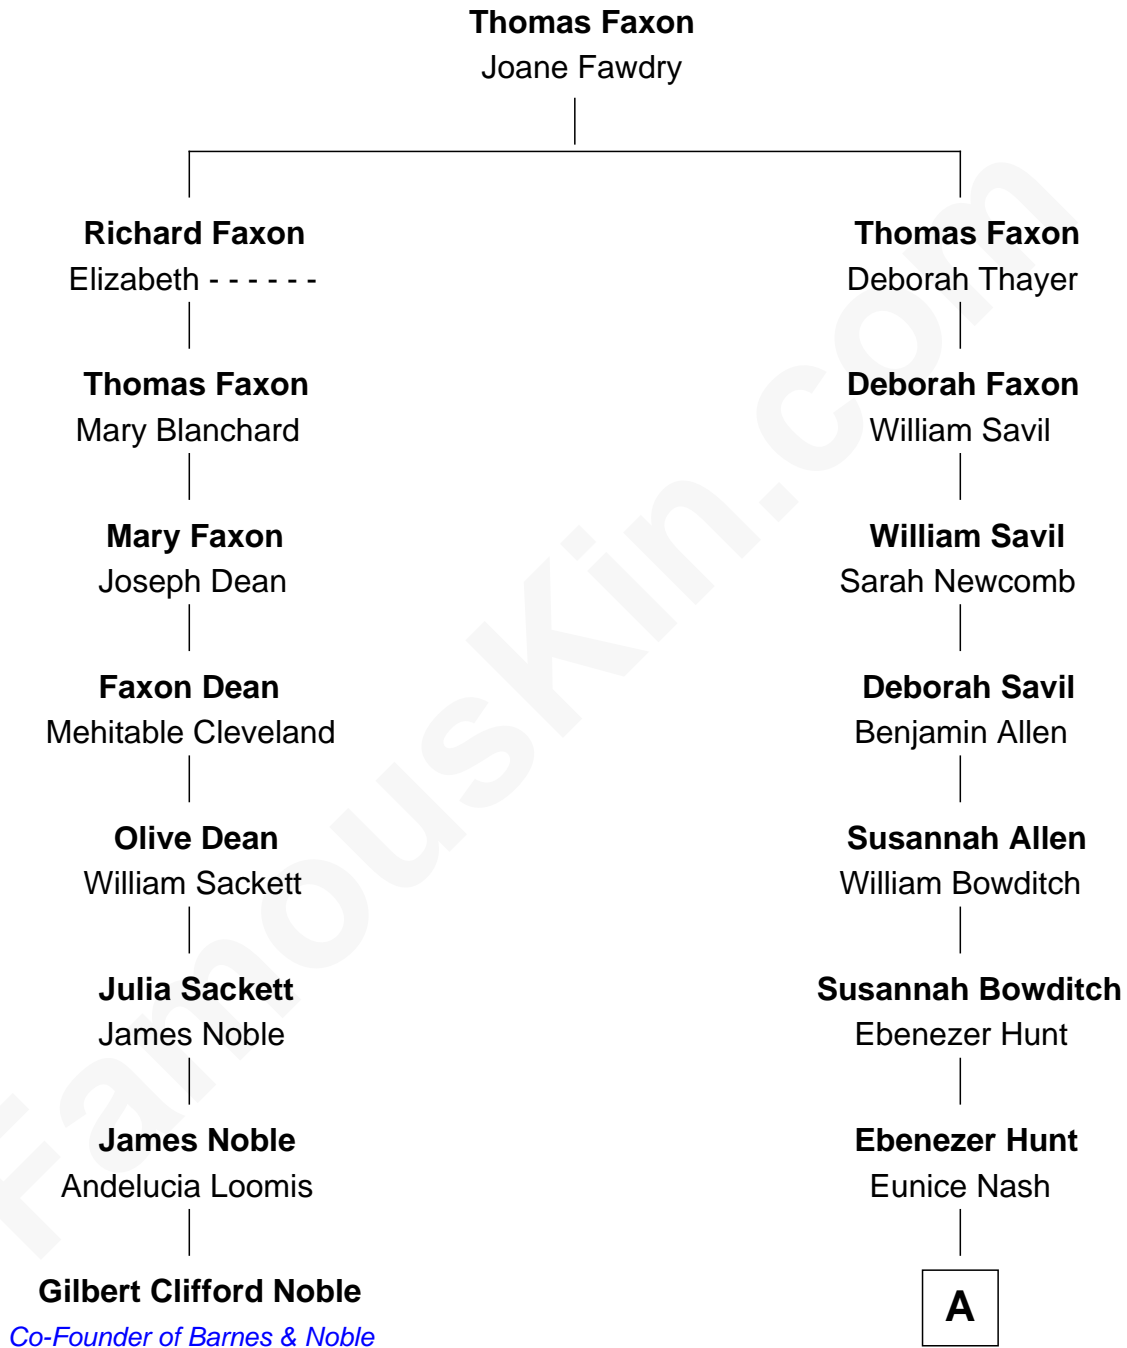 Thomas Faxon
Joane Fawdry
Richard Faxon
Elizabeth - - - - - -
Thomas Faxon
Mary Blanchard
Mary Faxon
Joseph Dean
Faxon Dean
Mehitable Cleveland
Olive Dean
William Sackett
Julia Sackett
James Noble
James Noble
Andelucia Loomis
Gilbert Clifford Noble
Co-Founder of Barnes & Noble
Thomas Faxon
Deborah Thayer
Deborah Faxon
William Savil
William Savil
Sarah Newcomb
Deborah Savil
Benjamin Allen
Susannah Allen
William Bowditch
Susannah Bowditch
Ebenezer Hunt
Ebenezer Hunt
Eunice Nash
A
FamousKin.com